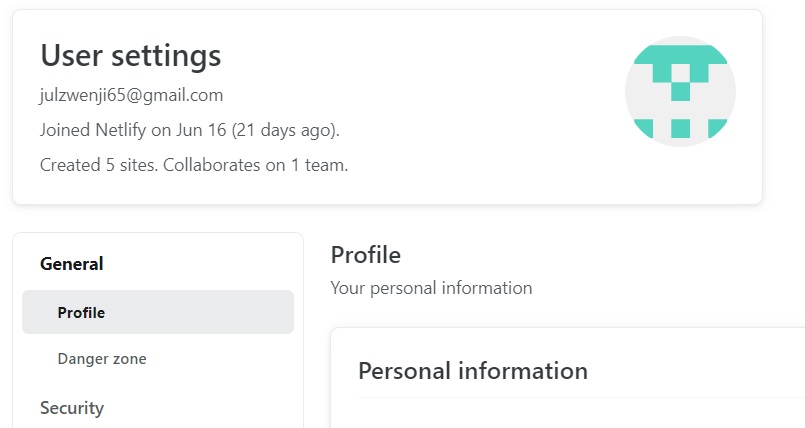 User settings
julzwenji65@gmail.com
Joined Netlify on Jun 16 (21 days ago).
Created 5 sites. Collaborates on 1 team.
General
Profile
Danger zone
Security
Profile
Your personal information
Personal information